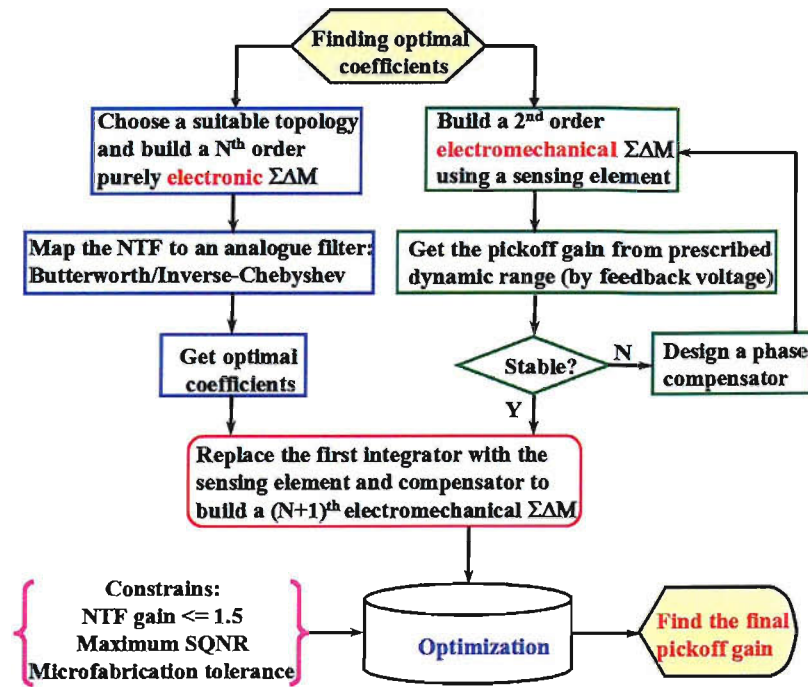 Finding optimal
coefficients
Choose a suitable topology
and build a Nth order
purely electronic ΣΔM
Build a 2nd order
electromechanical ΣΔM
using a sensing element
Map the NTF to an analogue filter:
Butterworth/Inverse-Chebyshev
Get the pickoff gain from prescribed
dynamic range (by feedback voltage)
Get optimal
coefficients
Stable?
N
Design a phase
compensator
Y
Replace the first integrator with the
sensing element and compensator to
build a (N+1)th electromechanical ΣΔM
Constrains:
NTF gain <= 1.5
Maximum SQNR
Microfabrication tolerance
Optimization
Find the final
pickoff gain